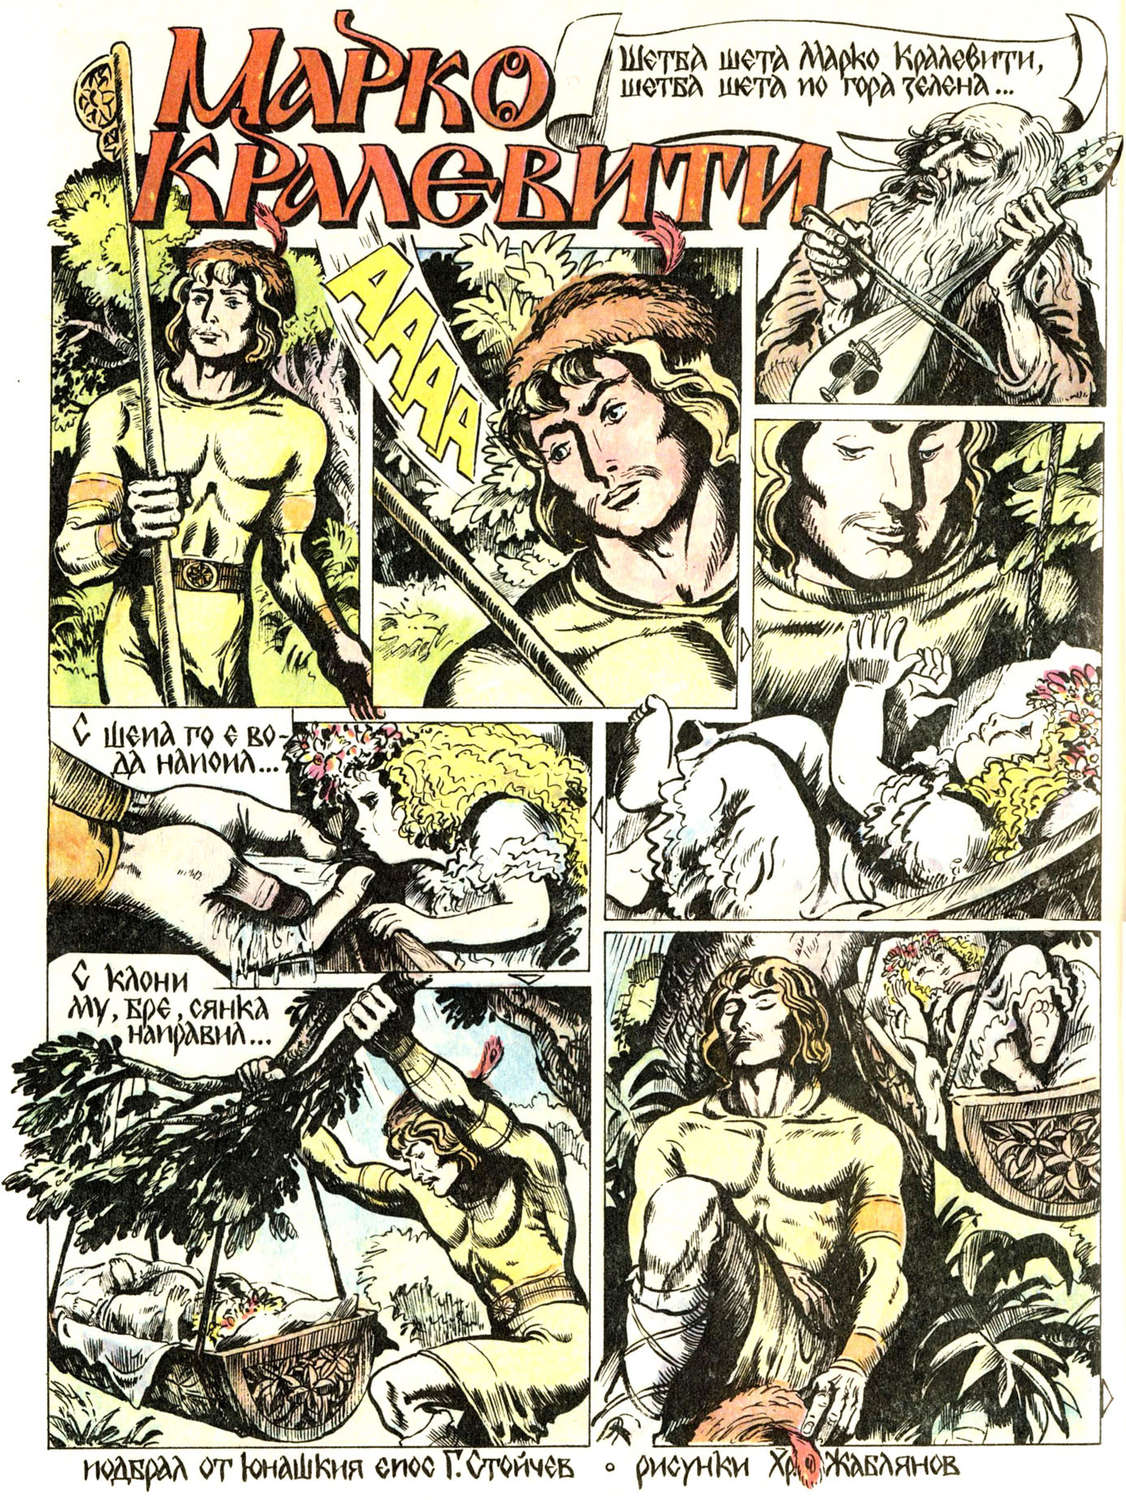 МАРКО
КРАЛЕВИТИ
ШЕТБА ШЕТА МАРКО КРАЛЕВИТИ,
ШЕТБА ШЕТА ПО ГОРА ЗЕЛЕНА...
АААА
С ШЕПА ГО Е ВО-
ДА НАПОИЛ...
С КЛОНИ
МУ, БРЕ, СЯНКА
НАПРАВИЛ...
ПОДБРАЛ ОТ ЮНАШКИЯ ЕПОС Г. СТОЙЧЕВ • РИСУНКИ ХР. ЖАБЛЯНОВ